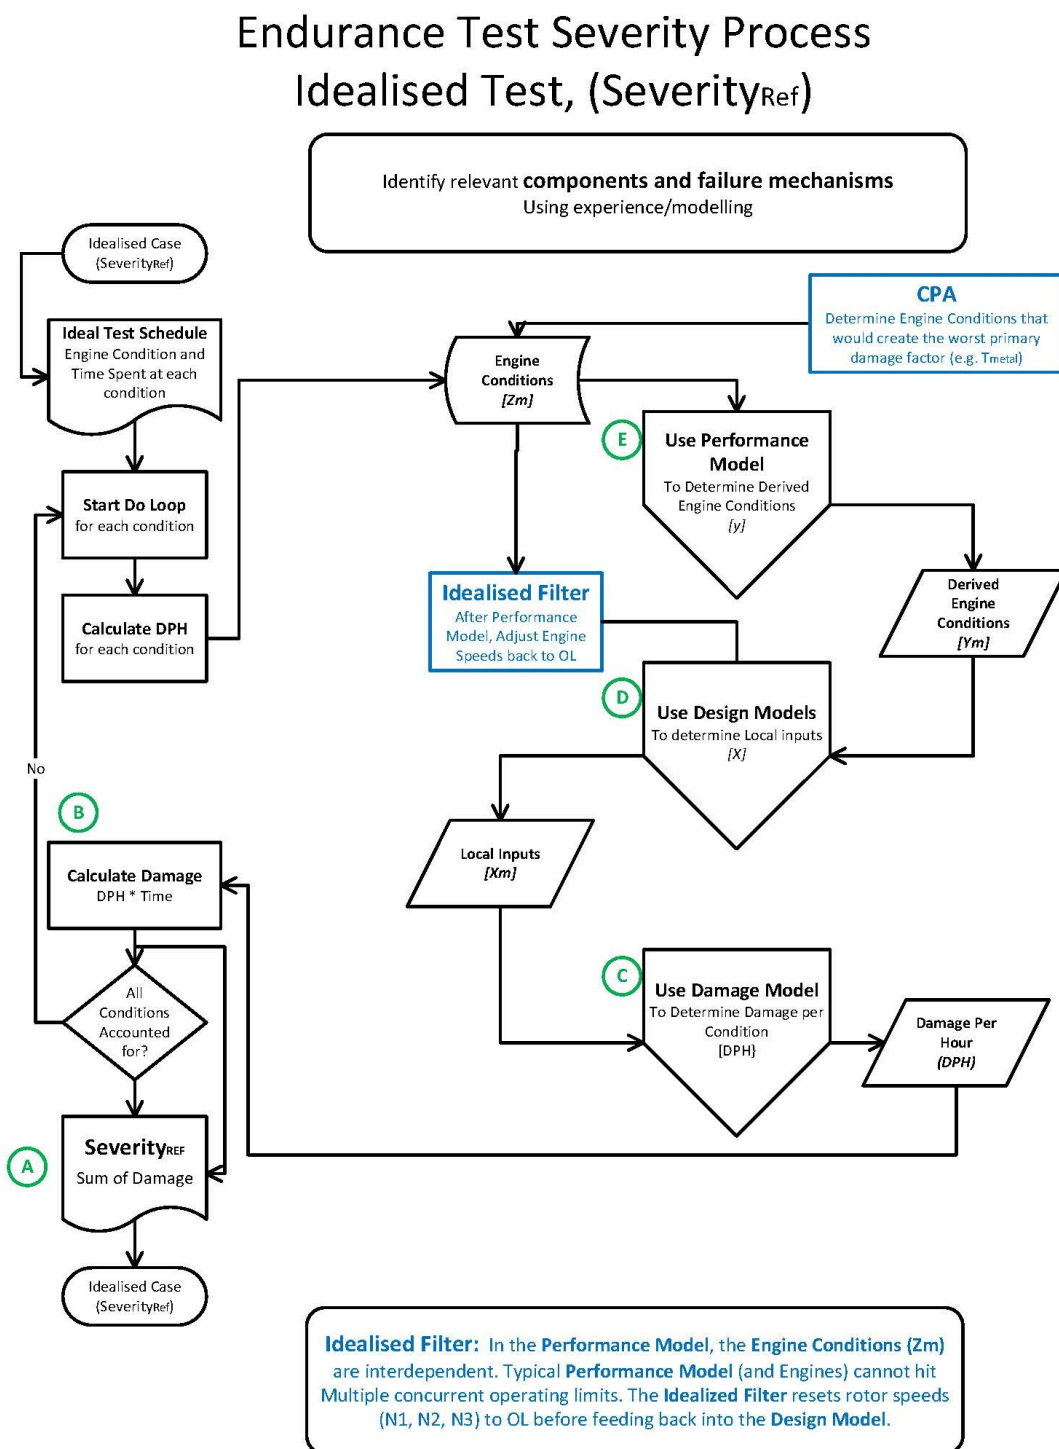 Endurance Test Severity Process
Idealised Test, (SeverityRef)
Identify relevant components and failure mechanisms
Using experience/modelling
Idealised Case
(SeverityRef)
CPA
Determine Engine Conditions that
would create the worst primary
damage factor (e.g. Tmetal)
Ideal Test Schedule
Engine Condition and
Time Spent at each
condition
Engine
Conditions
[Zm]
E
Use Performance
Model
To Determine Derived
Engine Conditions
[y]
Start Do Loop
for each condition
Calculate DPH
for each condition
Idealised Filter
After Performance
Model, Adjust Engine
Speeds back to OL
Derived
Engine
Conditions
[Ym]
D
Use Design Models
To determine Local inputs
[X]
No
B
Calculate Damage
DPH * Time
Local Inputs
[Xm]
All
Conditions
Accounted
for?
C
Use Damage Model
To Determine Damage per
Condition
[DPH}
Damage Per
Hour
(DPH)
A
SeverityREF
Sum of Damage
Idealised Case
(SeverityRef)
Idealised Filter: In the Performance Model, the Engine Conditions (Zm)
are interdependent. Typical Performance Model (and Engines) cannot hit
Multiple concurrent operating limits. The Idealized Filter resets rotor speeds
(N1, N2, N3) to OL before feeding back into the Design Model.